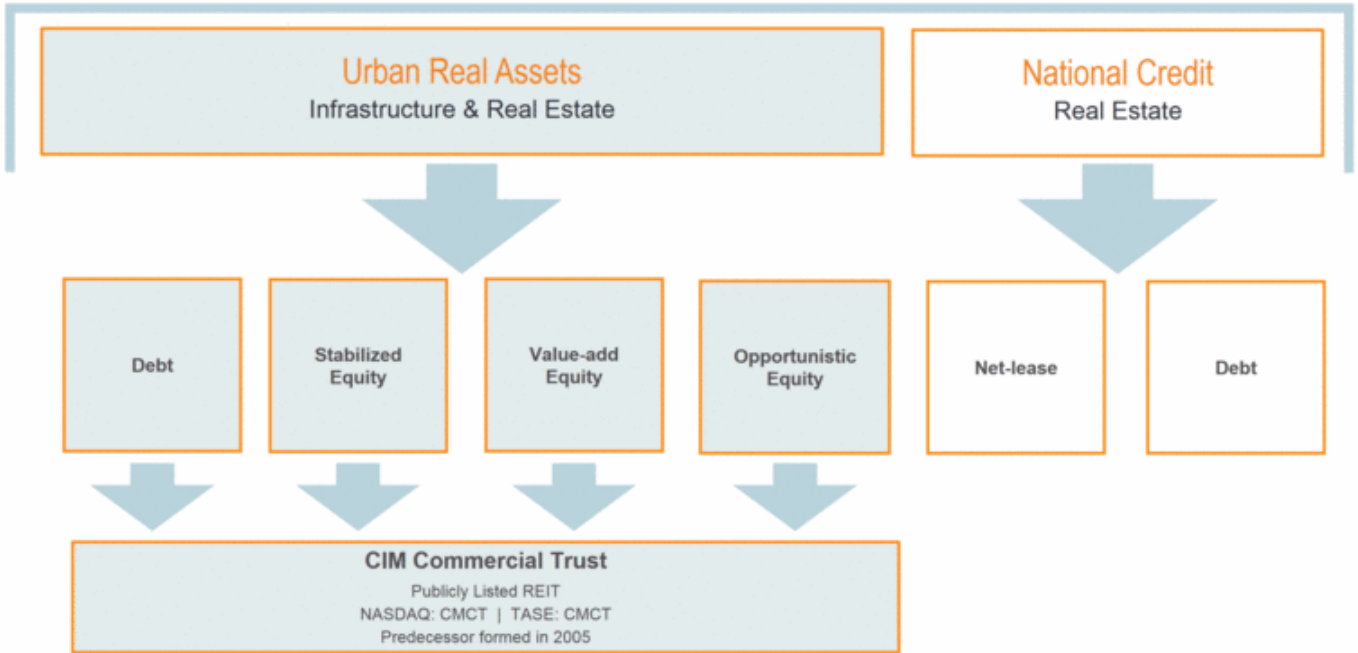 Urban Real Assets
Infrastructure & Real Estate
National Credit
Real Estate
Debt
Stabilized
Equity
Value-add
Equity
Opportunistic
Equity
Net-lease
Debt
CIM Commercial Trust
Publicly Listed REIT
NASDAQ: CMCT | TASE: CMCT
Predecessor formed in 2005